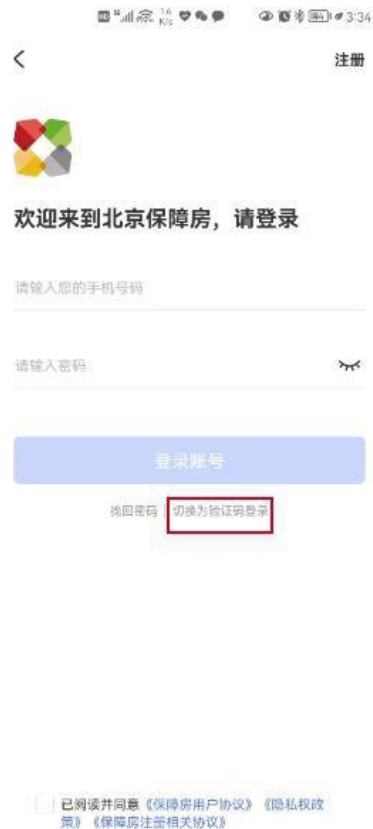 1.6 K/s 3:34
注册
欢迎来到北京保障房，请登录
请输入您的手机号码
请输入密码
登录账号
找回密码 切换为验证码登录
已阅读并同意《保障房用户协议》《隐私权政
策》《保障房注册相关协议》